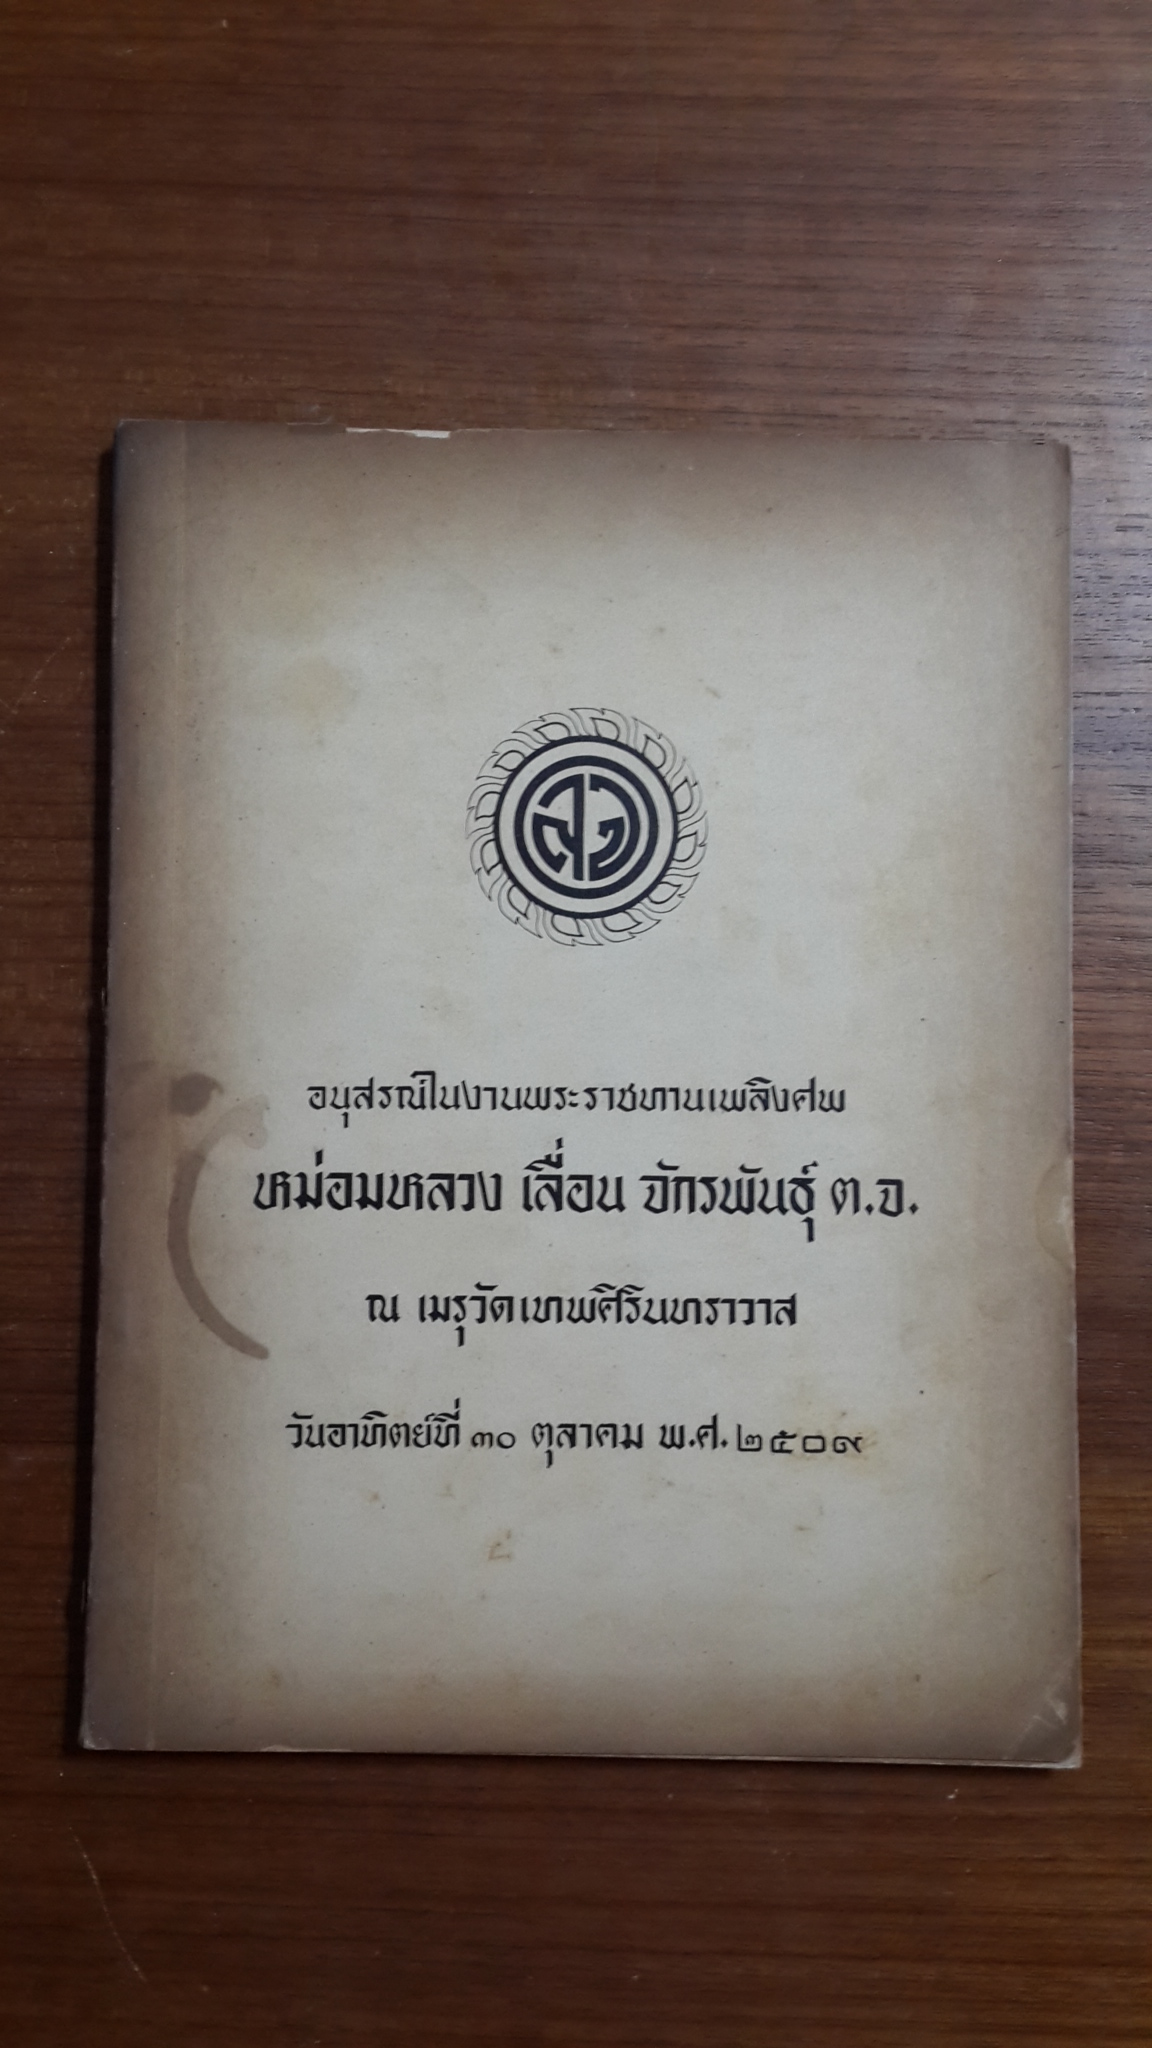 อนุสรณ์ในงานพระราชทานเพลิงศพ
หม่อมหลวง เลื่อน จักรพันธุ์ ต.จ.
ณ เมรุวัดเทพศิรินทราวาส
วันอาทิตย์ที่ ๓๐ ตุลาคม พ.ศ. ๒๕๐๙